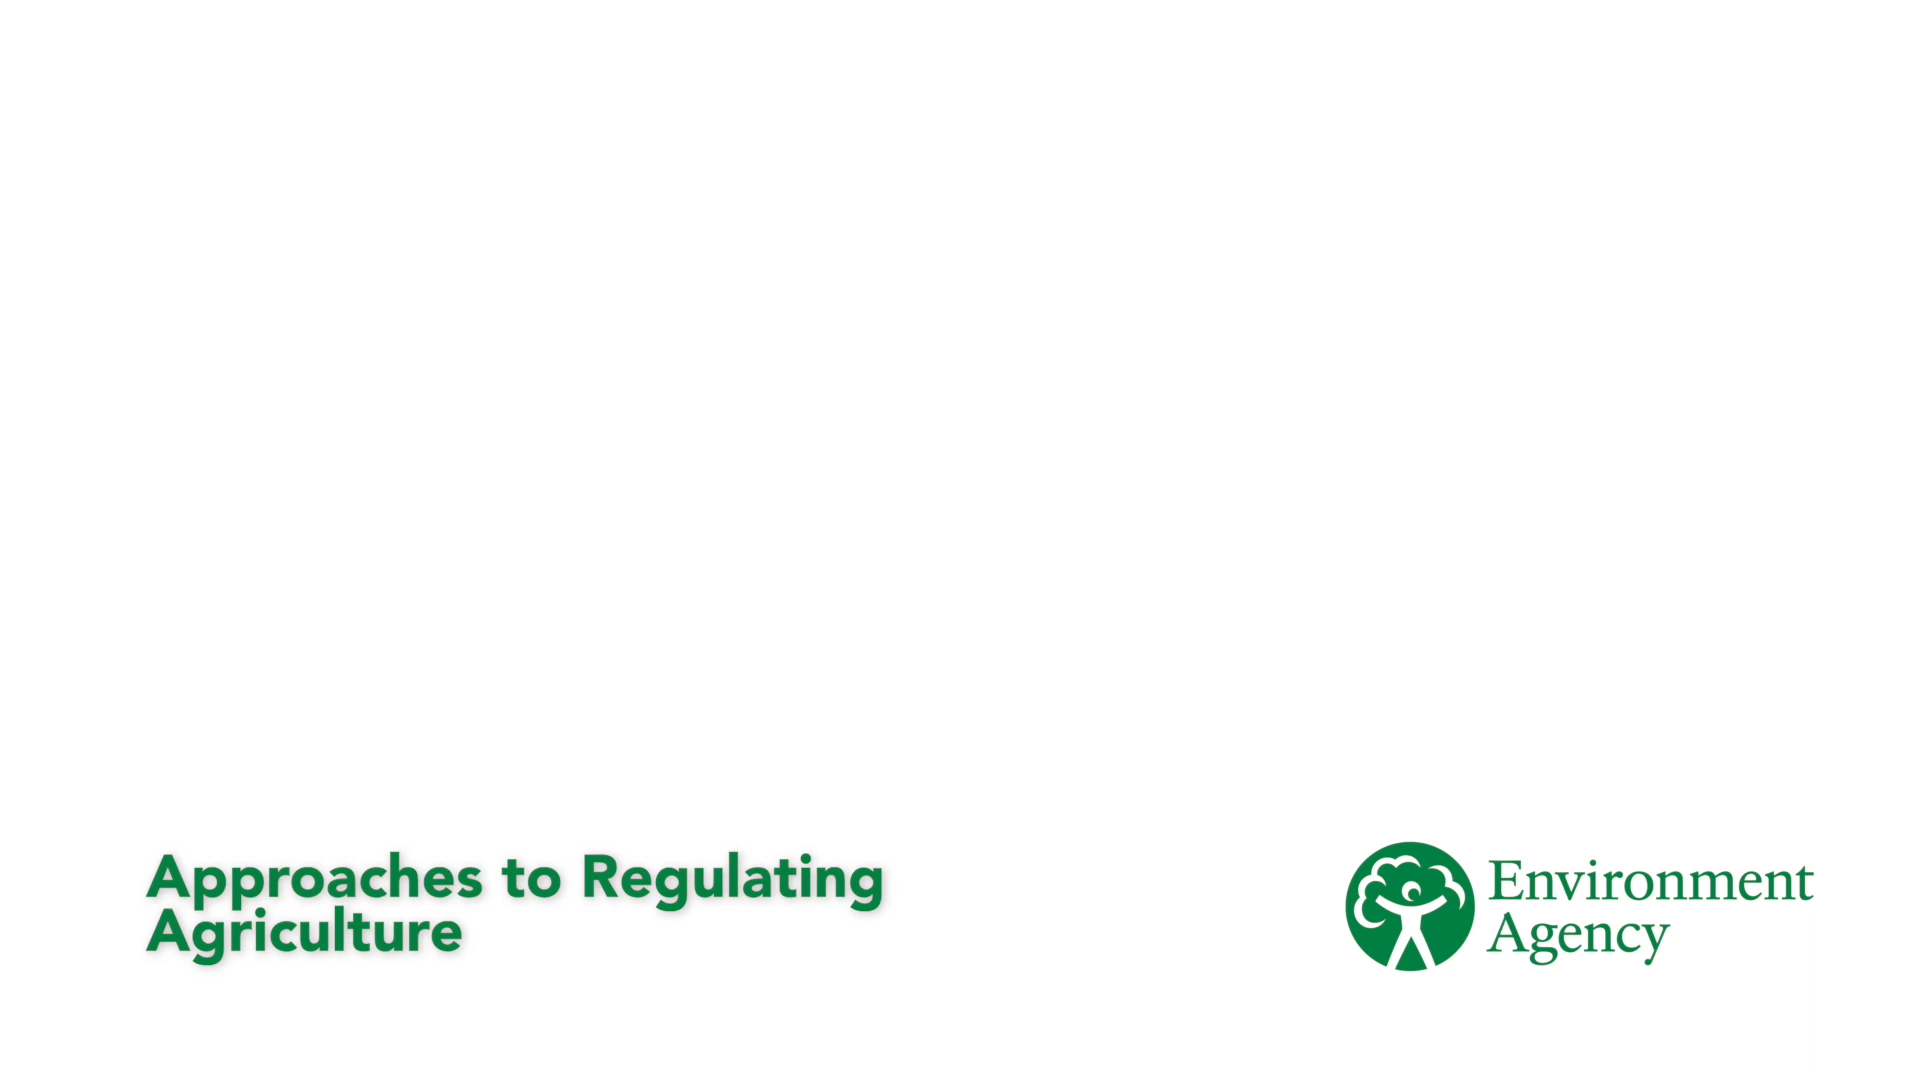 Approaches to Regulating
Agriculture
Environment
Agency